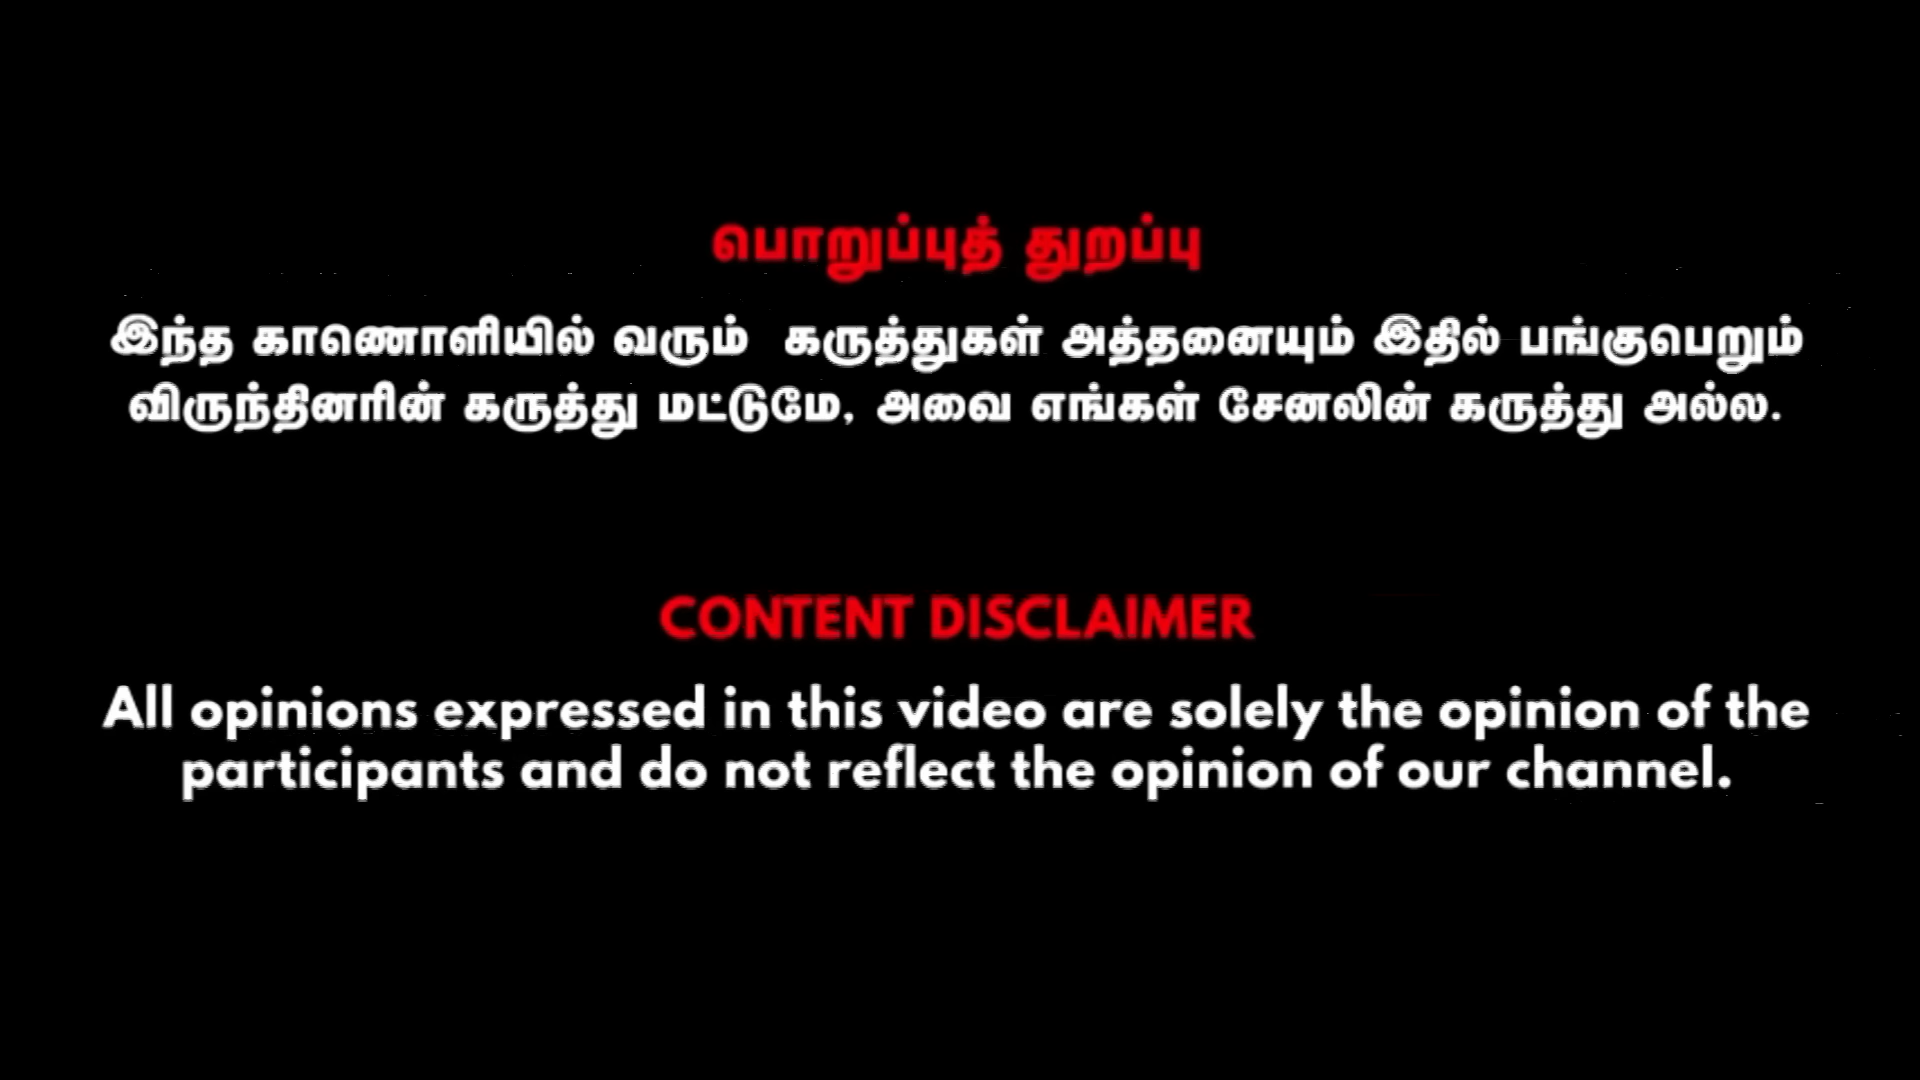 பொறுப்புத் துறப்பு
இந்த காணொளியில் வரும் கருத்துகள் அத்தனையும் இதில் பங்குபெறும்
விருந்தினரின் கருத்து மட்டுமே, அவை எங்கள் சேனலின் கருத்து அல்ல.
CONTENT DISCLAIMER
All opinions expressed in this video are solely the opinion of the
participants and do not reflect the opinion of our channel.